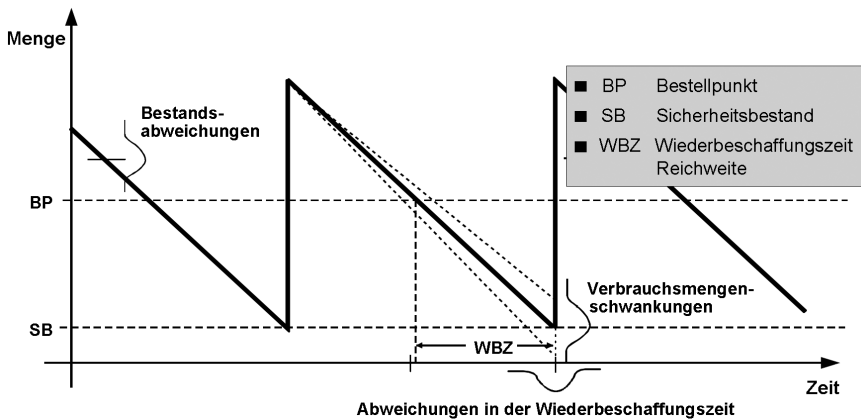 Menge
Bestands-
abweichungen
BP Bestellpunkt
SB Sicherheitsbestand
WBZ Wiederbeschaffungszeit
Reichweite
BP
Verbrauchsmengen-
schwankungen
SB
WBZ
Zeit
Abweichungen in der Wiederbeschaffungszeit